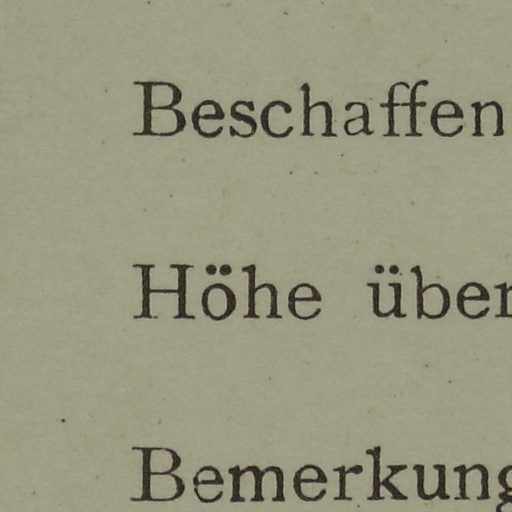 Beschaffen
Höhe über
Bemerkung